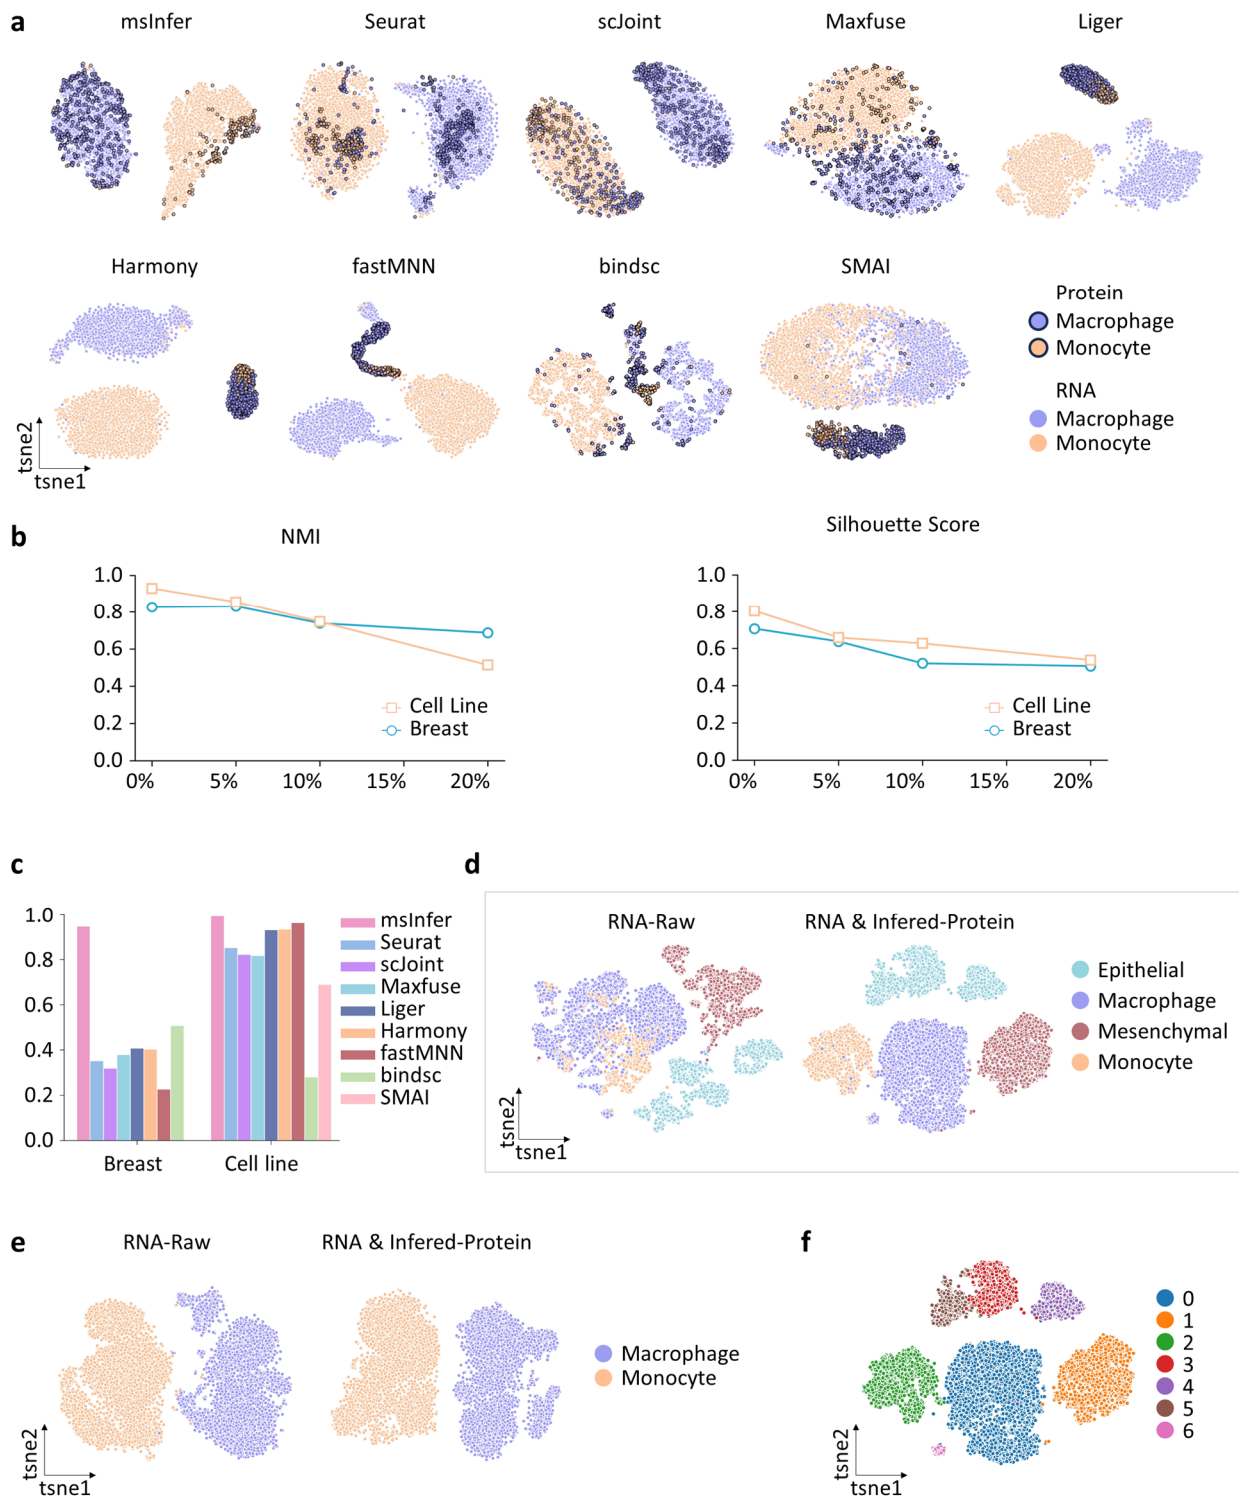 a
msInfer Seurat scJoint Maxfuse Liger
Harmony fastMNN bindsc SMAI
Protein
Macrophage
Monocyte
RNA
Macrophage
Monocyte
tsne2
tsne1
b
NMI
1.0
0.8
0.6
0.4
0.2
0.0
0% 5% 10% 15% 20%
Cell Line
Breast
Silhouette Score
1.0
0.8
0.6
0.4
0.2
0.0
0% 5% 10% 15% 20%
Cell Line
Breast
c
1.0
0.8
0.6
0.4
0.2
0.0
Breast Cell line
msInfer
Seurat
scJoint
Maxfuse
Liger
Harmony
fastMNN
bindsc
SMAI
d
RNA-Raw RNA & Infered-Protein
Epithelial
Macrophage
Mesenchymal
Monocyte
tsne2
tsne1
e
RNA-Raw RNA & Infered-Protein
Macrophage
Monocyte
tsne2
tsne1
f
0
1
2
3
4
5
6
tsne2
tsne1